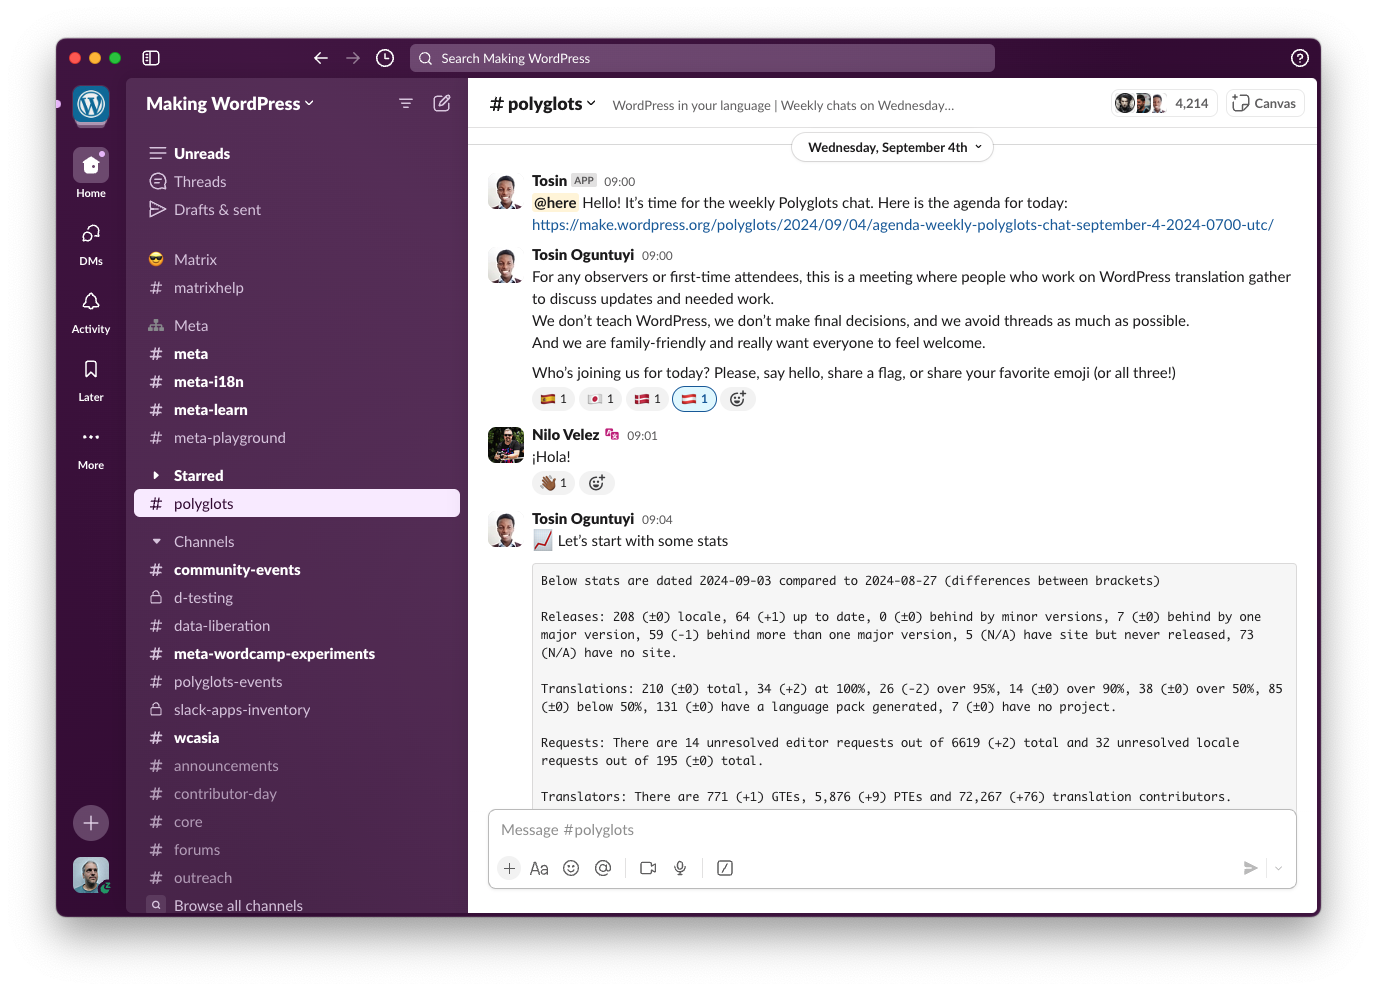 Search Making WordPress
Making WordPress
Home
DMs
Activity
Later
More
Unreads
Threads
Drafts & sent
😎 Matrix
# matrixhelp
Meta
# meta
# meta-i18n
# meta-learn
# meta-playground
Starred
# polyglots
Channels
# community-events
d-testing
# data-liberation
# meta-wordcamp-experiments
# polyglots-events
slack-apps-inventory
# wcasia
# announcements
# contributor-day
# core
# forums
# outreach
Browse all channels
# polyglots
WordPress in your language | Weekly chats on Wednesday...
4,214
Canvas
Wednesday, September 4th
Tosin APP 09:00
@here Hello! It’s time for the weekly Polyglots chat. Here is the agenda for today:
https://make.wordpress.org/polyglots/2024/09/04/agenda-weekly-polyglots-chat-september-4-2024-0700-utc/
Tosin Oguntuyi 09:00
For any observers or first-time attendees, this is a meeting where people who work on WordPress translation gather
to discuss updates and needed work.
We don’t teach WordPress, we don’t make final decisions, and we avoid threads as much as possible.
And we are family-friendly and really want everyone to feel welcome.
Who’s joining us for today? Please, say hello, share a flag, or share your favorite emoji (or all three!)
🇪🇸 1 🇯🇵 1 🇩🇰 1 🇦🇹 1
Nilo Velez 09:01
¡Hola!
👋🏾 1
Tosin Oguntuyi 09:04
📈 Let’s start with some stats
Below stats are dated 2024-09-03 compared to 2024-08-27 (differences between brackets)
Releases: 208 (±0) locale, 64 (+1) up to date, 0 (±0) behind by minor versions, 7 (±0) behind by one
major version, 59 (-1) behind more than one major version, 5 (N/A) have site but never released, 73
(N/A) have no site.
Translations: 210 (±0) total, 34 (+2) at 100%, 26 (-2) over 95%, 14 (±0) over 90%, 38 (±0) over 50%, 85
(±0) below 50%, 131 (±0) have a language pack generated, 7 (±0) have no project.
Requests: There are 14 unresolved editor requests out of 6619 (+2) total and 32 unresolved locale
requests out of 195 (±0) total.
Translators: There are 771 (+1) GTEs, 5,876 (+9) PTEs and 72,267 (+76) translation contributors.
Message #polyglots
Aa